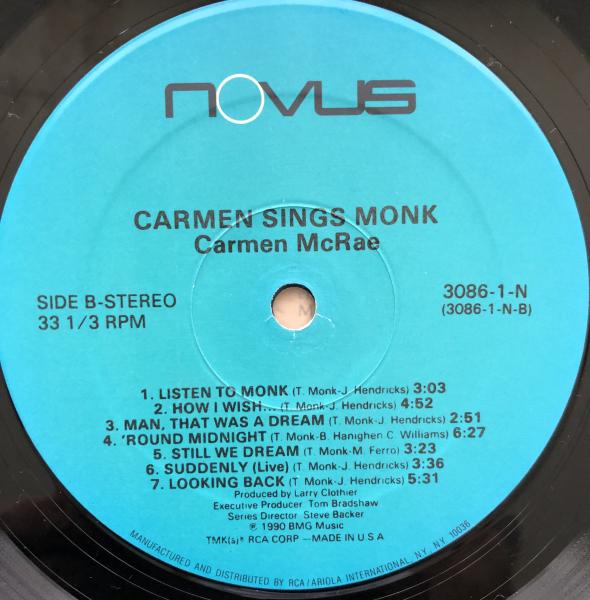 NOVUS
CARMEN SINGS MONK
Carmen McRae
SIDE B-STEREO
33 1/3 RPM
3086-1-N
(3086-1-N-B)
1. LISTEN TO MONK (T. Monk-J. Hendricks) 3:03
2. HOW I WISH... (T. Monk-J. Hendricks) 4:52
3. MAN, THAT WAS A DREAM (T. Monk-J. Hendricks) 2:51
4. 'ROUND MIDNIGHT (T. Monk-B. Hanighen C. Williams) 6:27
5. STILL WE DREAM (T. Monk-M. Ferro) 3:23
6. SUDDENLY (Live) (T. Monk-J. Hendricks) 3:36
7. LOOKING BACK (T. Monk-J. Hendricks) 5:31
Produced by Larry Clothier
Executive Producer: Tom Bradshaw
Series Director: Steve Backer
℗ 1990 BMG Music
TMK(s)® RCA CORP —MADE IN U S A
MANUFACTURED AND DISTRIBUTED BY RCA/ARIOLA INTERNATIONAL, NY, NY 10036